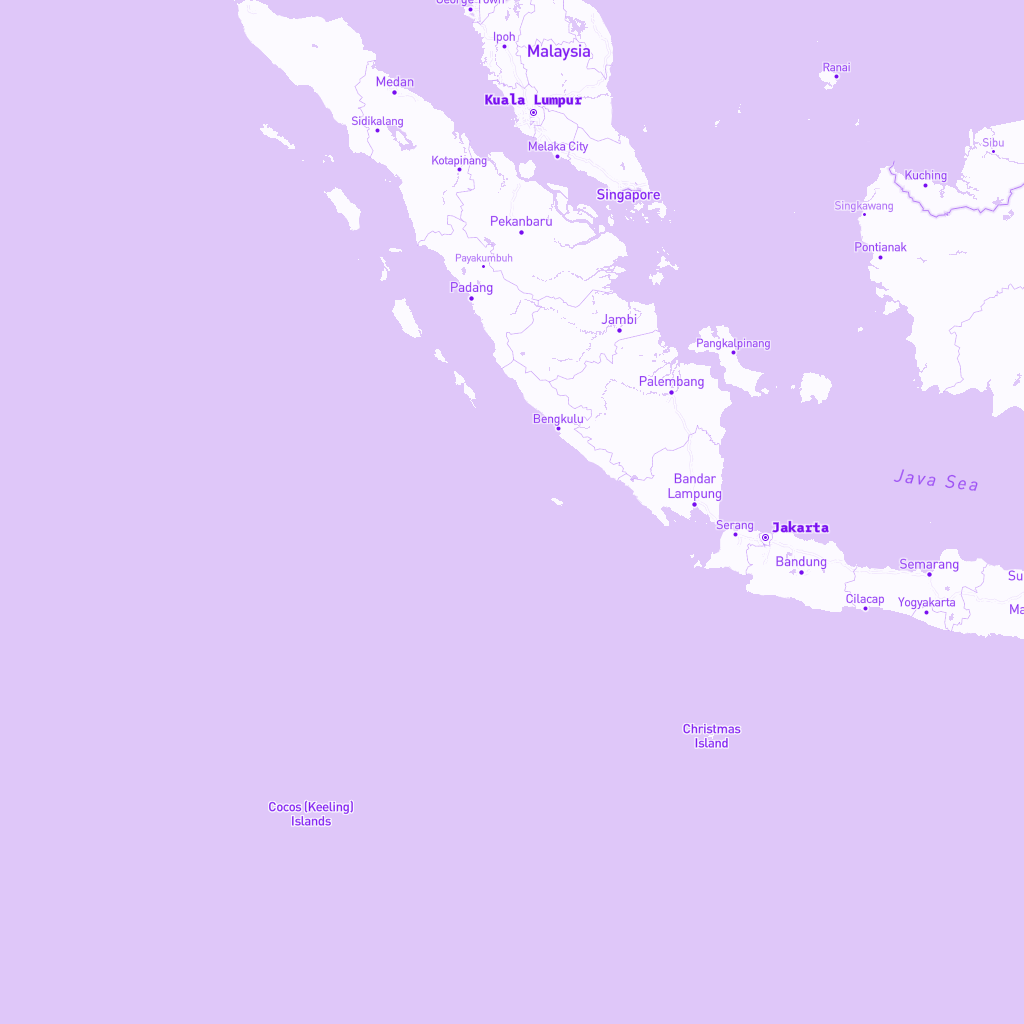 George Town
Ipoh
Malaysia
Ranai
Medan
Kuala Lumpur
Sidikalang
Melaka City
Sibu
Kotapinang
Kuching
Singapore
Singkawang
Pekanbaru
Pontianak
Payakumbuh
Padang
Jambi
Pangkalpinang
Palembang
Bengkulu
Java Sea
Bandar
Lampung
Serang
Jakarta
Bandung
Semarang
Su
Cilacap
Yogyakarta
Ma
Christmas
Island
Cocos (Keeling)
Islands